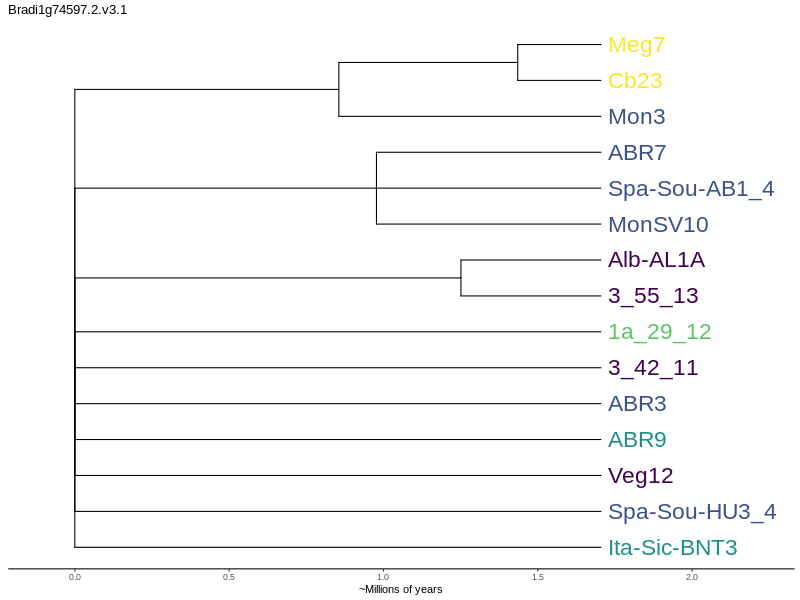 Bradi1g74597.2.v3.1
Meg7
Cb23
Mon3
ABR7
Spa-Sou-AB1_4
MonSV10
Alb-AL1A
3_55_13
1a_29_12
3_42_11
ABR3
ABR9
Veg12
Spa-Sou-HU3_4
Ita-Sic-BNT3
0.0 0.5 1.0 1.5 2.0
~Millions of years